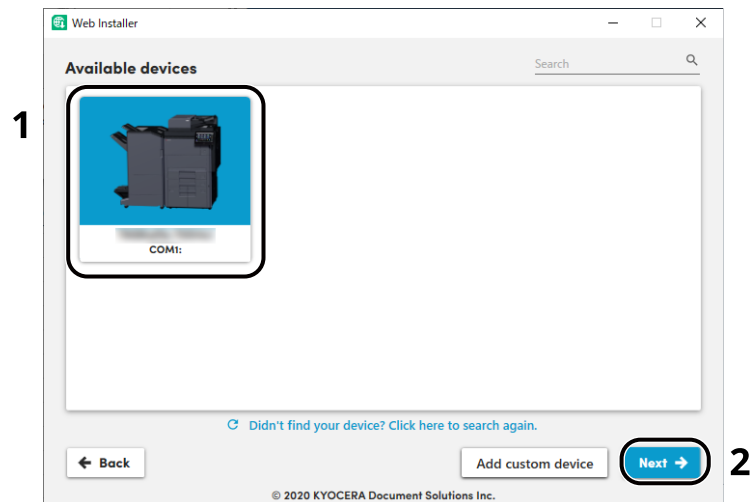 Web Installer
Available devices
Search
1
COM1:
Didn't find your device? Click here to search again.
Back
Add custom device
Next
2
© 2020 KYOCERA Document Solutions Inc.